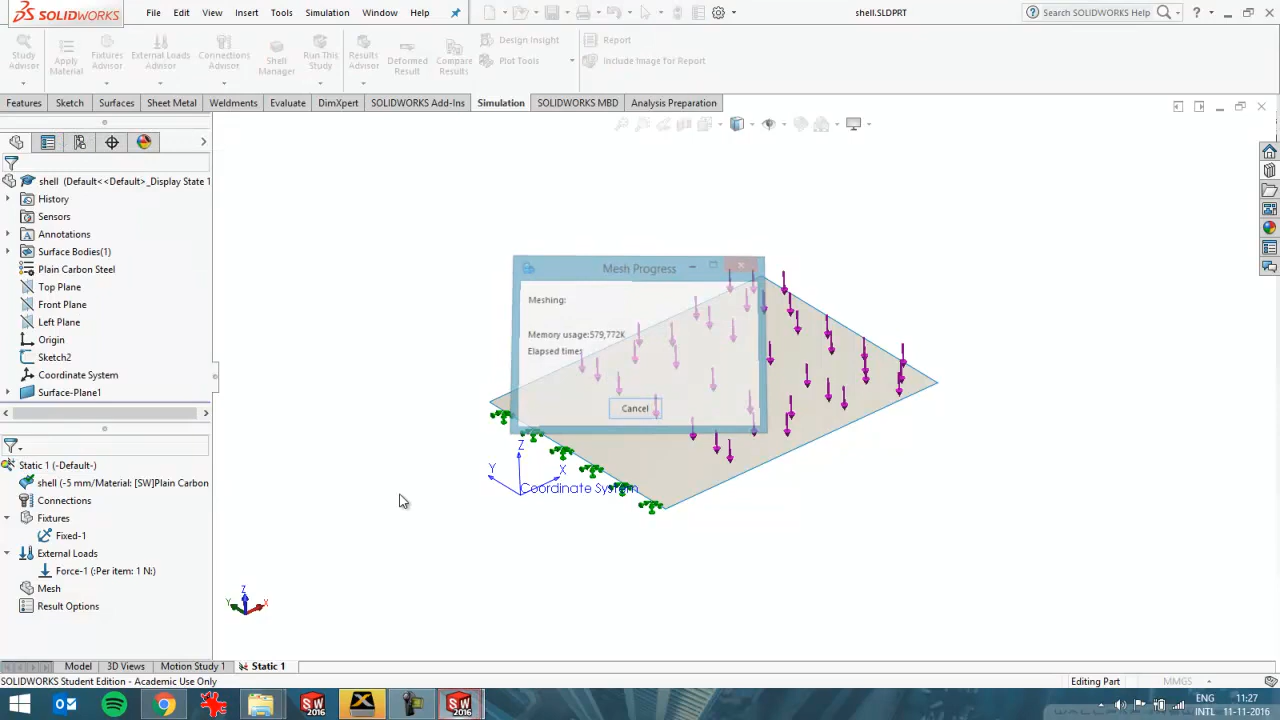 SOLIDWORKS File Edit View Insert Tools Simulation Window Help shell.SLDPRT Search SOLIDWORKS Help
Study Advisor Apply Material Fixtures Advisor External Loads Advisor Connections Advisor Shell Manager Run This Study Results Advisor Deformed Result Compare Results Design Insight Plot Tools Report Include Image for Report
Features Sketch Surfaces Sheet Metal Weldments Evaluate DimXpert SOLIDWORKS Add-Ins Simulation SOLIDWORKS MBD Analysis Preparation
shell (Default<<Default>_Display State 1
History
Sensors
Annotations
Surface Bodies(1)
Plain Carbon Steel
Top Plane
Front Plane
Left Plane
Origin
Sketch2
Coordinate System
Surface-Plane1
Mesh Progress
Meshing:
Memory usage:579,772K
Elapsed time:
Cancel
Z
Y X
Coordinate System
Static 1 (-Default-)
shell (-5 mm/Material: [SW]Plain Carbon
Connections
Fixtures
Fixed-1
External Loads
Force-1 (:Per item: 1 N:)
Mesh
Result Options
Z
Y X
Model 3D Views Motion Study 1 Static 1
SOLIDWORKS Student Edition - Academic Use Only Editing Part MMGS
SW 2016 SW 2016 ENG 11:27
INTL 11-11-2016